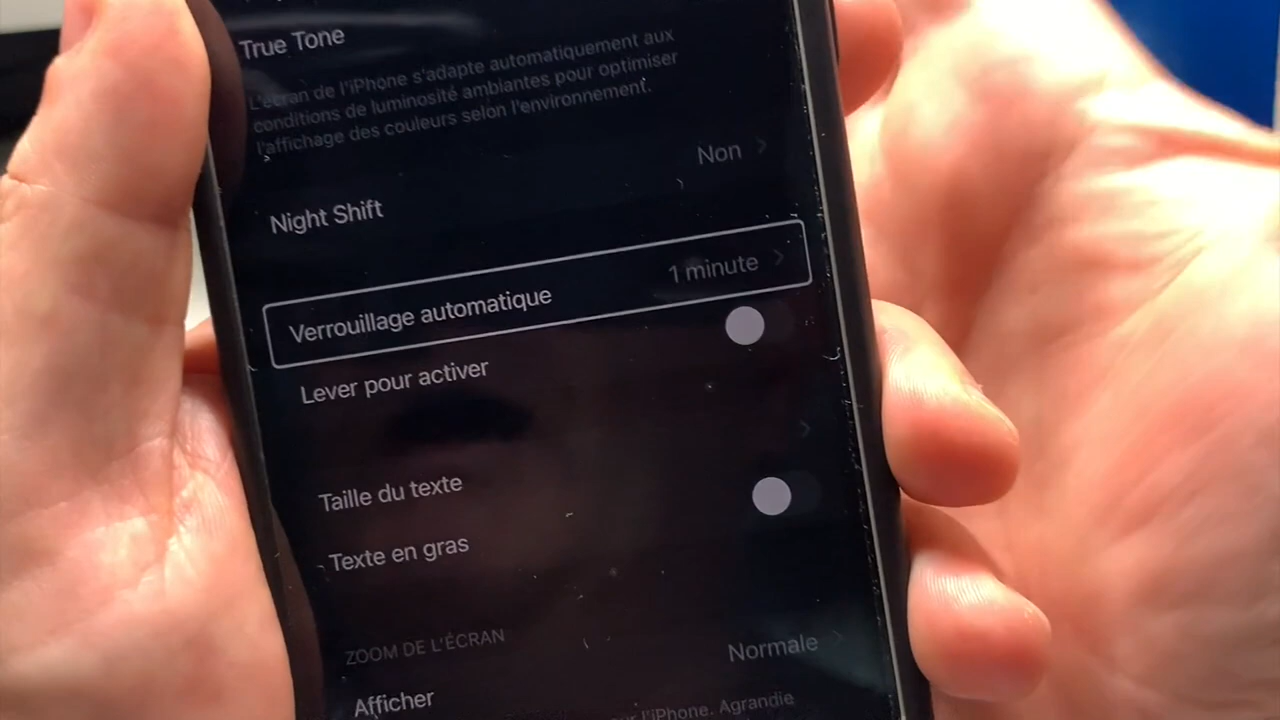 True Tone
L'écran de l'iPhone s'adapte automatiquement aux
conditions de luminosité ambiantes pour optimiser
l'affichage des couleurs selon l'environnement.
Night Shift Non
Verrouillage automatique 1 minute
Lever pour activer
Taille du texte
Texte en gras
ZOOM DE L'ÉCRAN
Afficher Normale
l'iPhone. Agrandie